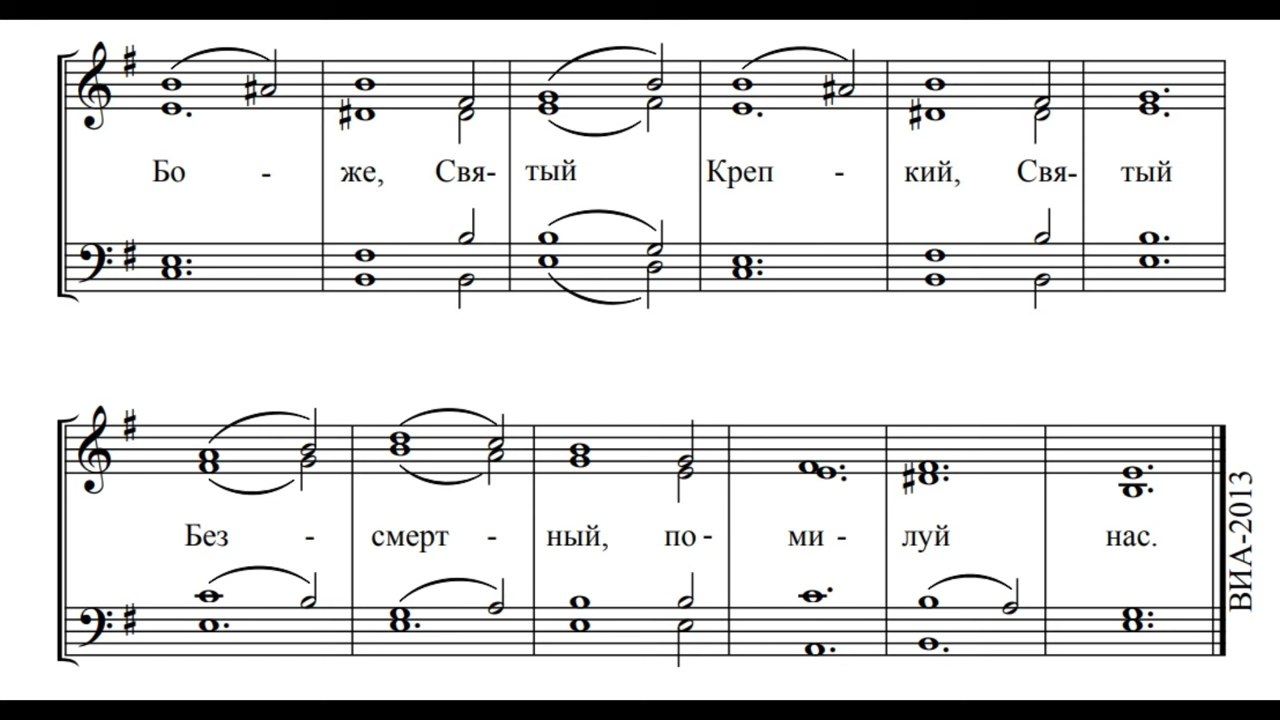 Бо - же, Свя- тый Креп - кий, Свя- тый
Без - смерт - ный, по - ми - луй нас.
ВИА-2013